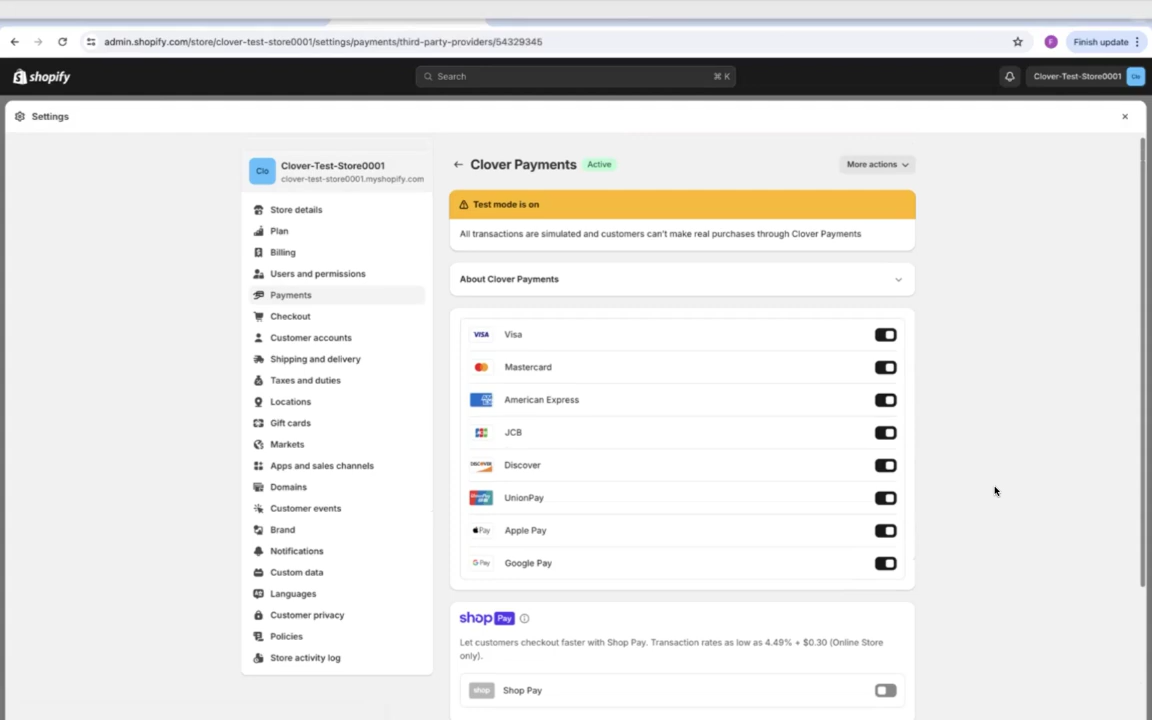 admin.shopify.com/store/clover-test-store0001/settings/payments/third-party-providers/54329345
F
Finish update
shopify
Search
⌘ K
Clover-Test-Store0001
Clo
Settings
Clo
Clover-Test-Store0001
clover-test-store0001.myshopify.com
Store details
Plan
Billing
Users and permissions
Payments
Checkout
Customer accounts
Shipping and delivery
Taxes and duties
Locations
Gift cards
Markets
Apps and sales channels
Domains
Customer events
Brand
Notifications
Custom data
Languages
Customer privacy
Policies
Store activity log
Clover Payments
Active
More actions
Test mode is on
All transactions are simulated and customers can't make real purchases through Clover Payments
About Clover Payments
VISA Visa
Mastercard
American Express
JCB
DISCOVER Discover
UnionPay
Pay Apple Pay
G Pay Google Pay
shop Pay
Let customers checkout faster with Shop Pay. Transaction rates as low as 4.49% + $0.30 (Online Store
only).
shop Shop Pay